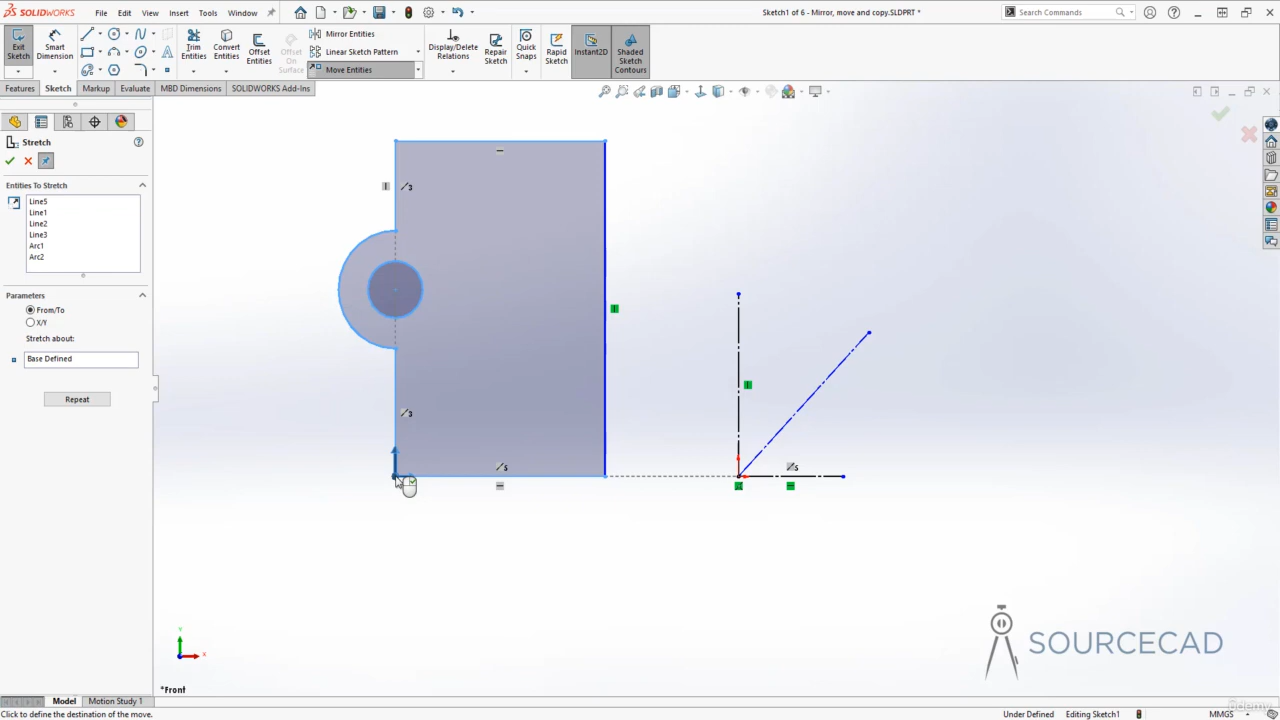 SOLIDWORKS
File
Edit
View
Insert
Tools
Window
Sketch1 of 6 - Mirror, move and copy.SLDPRT *
Search Commands
Exit Sketch
Smart Dimension
Trim Entities
Convert Entities
Offset Entities
Offset On Surface
Mirror Entities
Linear Sketch Pattern
Move Entities
Display/Delete Relations
Repair Sketch
Quick Snaps
Rapid Sketch
Instant2D
Shaded Sketch Contours
Features
Sketch
Markup
Evaluate
MBD Dimensions
SOLIDWORKS Add-Ins
Stretch
Entities To Stretch
Line5
Line1
Line2
Line3
Arc1
Arc2
Parameters
From/To
X/Y
Stretch about:
Base Defined
Repeat
3
3
5
5
Y
X
*Front
SOURCECAD
Model
Motion Study 1
Click to define the destination of the move.
Under Defined
Editing Sketch1
MMGS
ûdemy